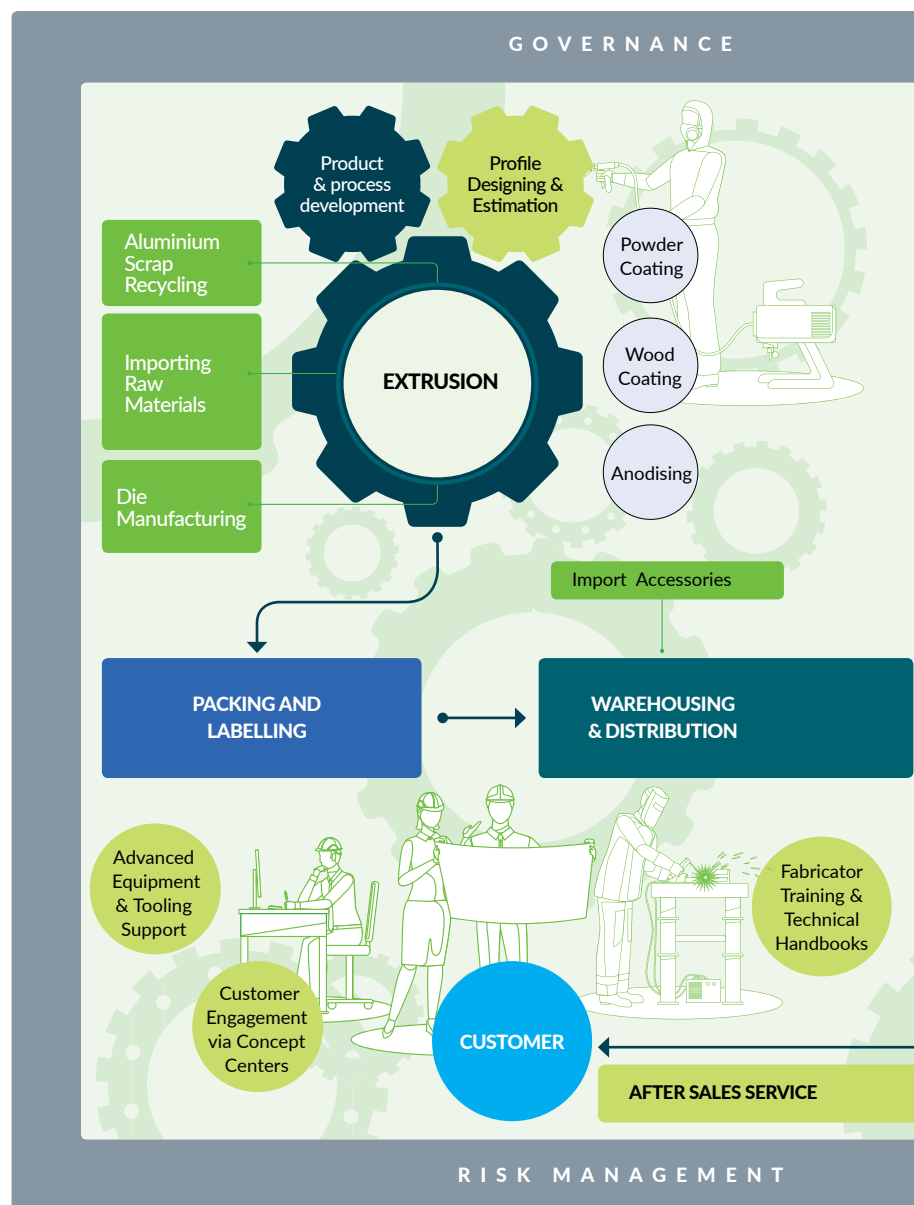 GOVERNANCE
Product
& process
development
Profile
Designing &
Estimation
Aluminium
Scrap
Recycling
Importing
Raw
Materials
Die
Manufacturing
EXTRUSION
Powder
Coating
Wood
Coating
Anodising
Import Accessories
PACKING AND
LABELLING
WAREHOUSING
& DISTRIBUTION
Advanced
Equipment
& Tooling
Support
Customer
Engagement
via Concept
Centers
Fabricator
Training &
Technical
Handbooks
CUSTOMER
AFTER SALES SERVICE
RISK MANAGEMENT